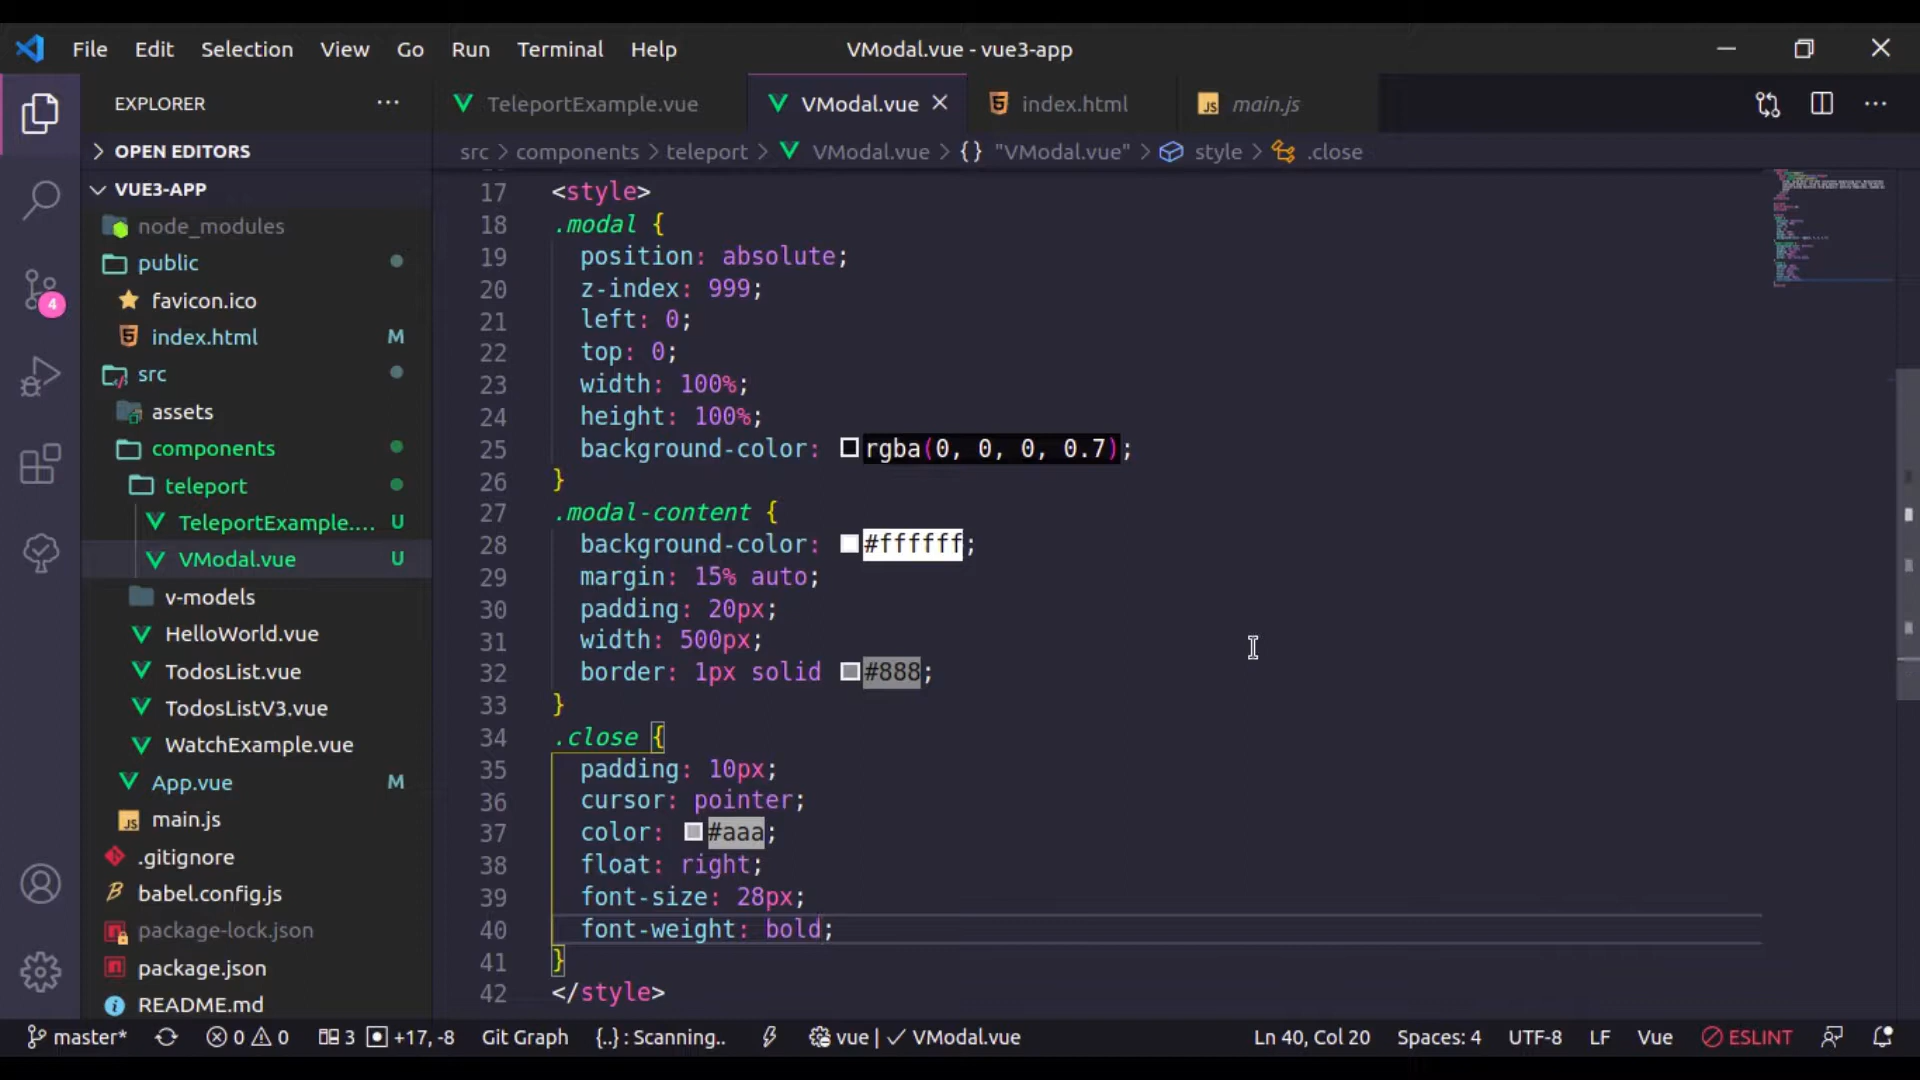 File Edit Selection View Go Run Terminal Help VModal.vue - vue3-app
EXPLORER
TeleportExample.vue VModal.vue index.html main.js
src components teleport VModal.vue {} "VModal.vue" style .close
OPEN EDITORS
VUE3-APP
node_modules
public
favicon.ico
index.html M
src
assets
components
teleport
TeleportExample.... U
VModal.vue U
v-models
HelloWorld.vue
TodosList.vue
TodosListV3.vue
WatchExample.vue
App.vue M
main.js
.gitignore
babel.config.js
package-lock.json
package.json
README.md
4
17 <style>
18 .modal {
19 position: absolute;
20 z-index: 999;
21 left: 0;
22 top: 0;
23 width: 100%;
24 height: 100%;
25 background-color: rgba(0, 0, 0, 0.7);
26 }
27 .modal-content {
28 background-color: #ffffff;
29 margin: 15% auto;
30 padding: 20px;
31 width: 500px;
32 border: 1px solid #888;
33 }
34 .close {
35 padding: 10px;
36 cursor: pointer;
37 color: #aaa;
38 float: right;
39 font-size: 28px;
40 font-weight: bold;
41 }
42 </style>
master* 0 0 3 +17, -8 Git Graph {..} : Scanning.. vue | VModal.vue Ln 40, Col 20 Spaces: 4 UTF-8 LF Vue ESLINT